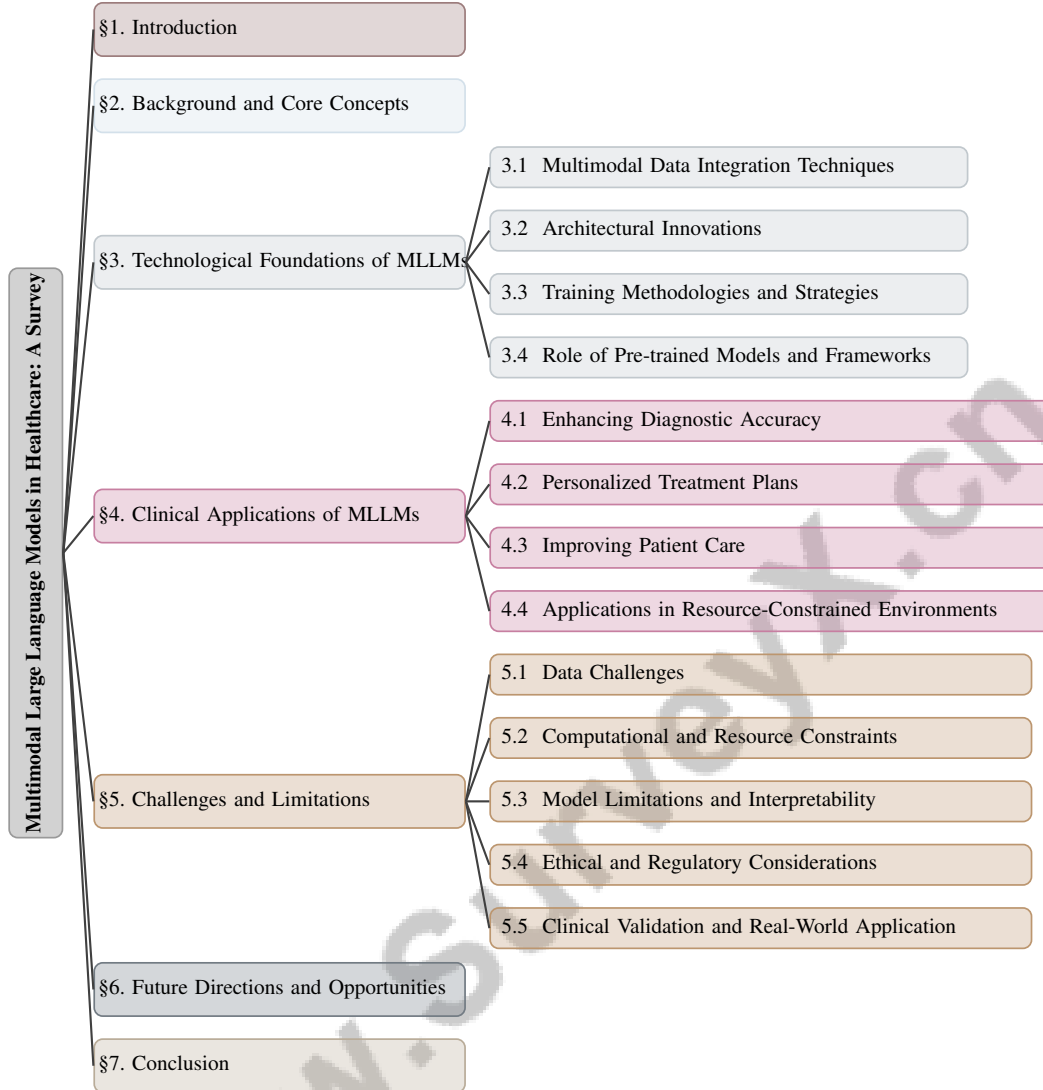 Multimodal Large Language Models in Healthcare: A Survey
§1. Introduction
§2. Background and Core Concepts
§3. Technological Foundations of MLLMs
3.1 Multimodal Data Integration Techniques
3.2 Architectural Innovations
3.3 Training Methodologies and Strategies
3.4 Role of Pre-trained Models and Frameworks
§4. Clinical Applications of MLLMs
4.1 Enhancing Diagnostic Accuracy
4.2 Personalized Treatment Plans
4.3 Improving Patient Care
4.4 Applications in Resource-Constrained Environments
§5. Challenges and Limitations
5.1 Data Challenges
5.2 Computational and Resource Constraints
5.3 Model Limitations and Interpretability
5.4 Ethical and Regulatory Considerations
5.5 Clinical Validation and Real-World Application
§6. Future Directions and Opportunities
§7. Conclusion
w.SurveyX.cn